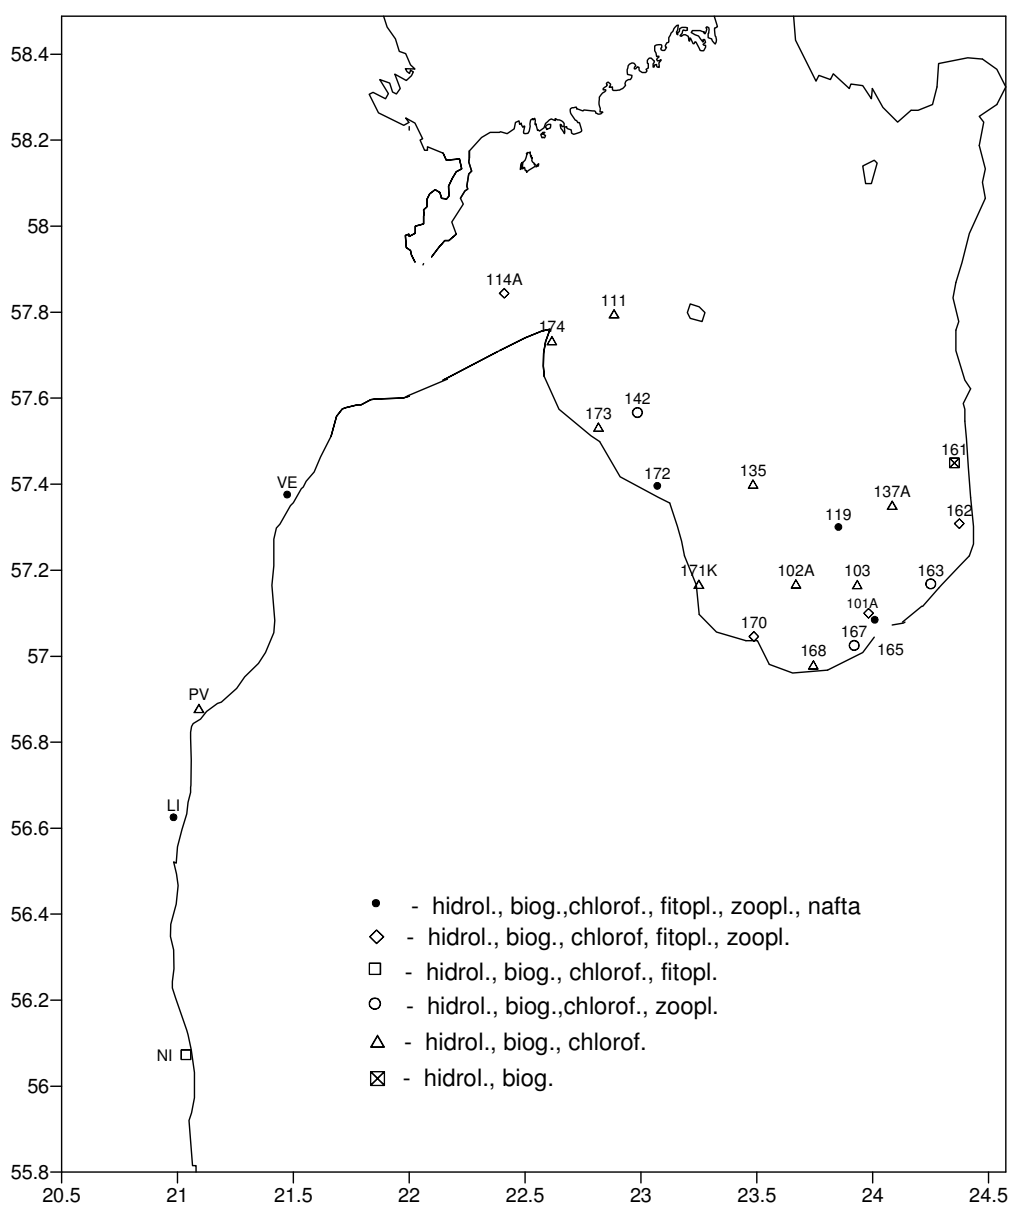 58.4
58.2
58
114A
57.8
111
174
57.6
142
173
161
VE
172
135
57.4
137A
119
162
57.2
171K
102A
103
163
101A
170
167
57
168
165
PV
56.8
LI
56.6
- hidrol., biog.,chlorof., fitopl., zoopl., nafta
56.4
- hidrol., biog., chlorof, fitopl., zoopl.
- hidrol., biog., chlorof., fitopl.
56.2
- hidrol., biog.,chlorof., zoopl.
- hidrol., biog., chlorof.
NI
56
- hidrol., biog.
55.8
20.5 21 21.5 22 22.5 23 23.5 24 24.5